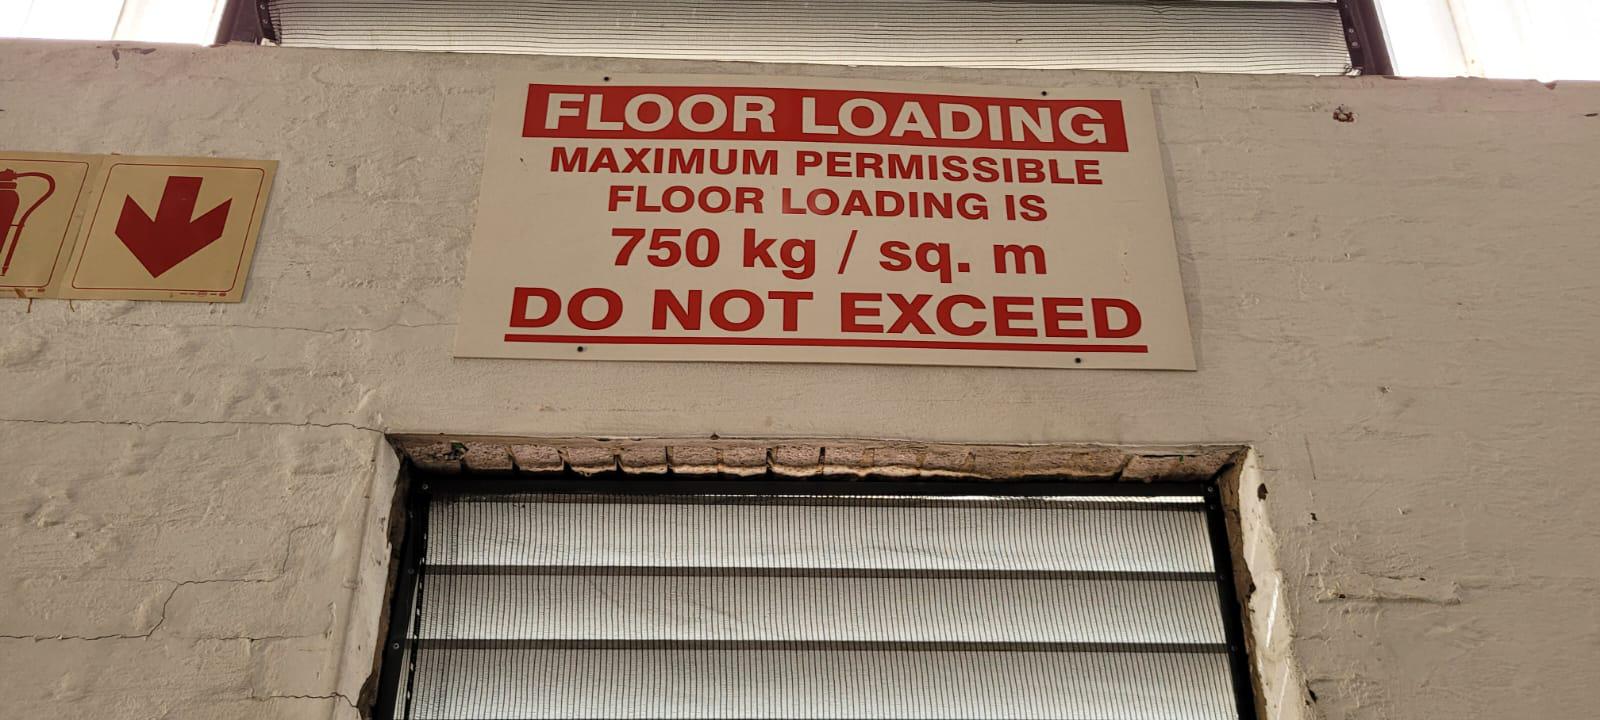 FLOOR LOADING
MAXIMUM PERMISSIBLE
FLOOR LOADING IS
750 kg / sq. m
DO NOT EXCEED